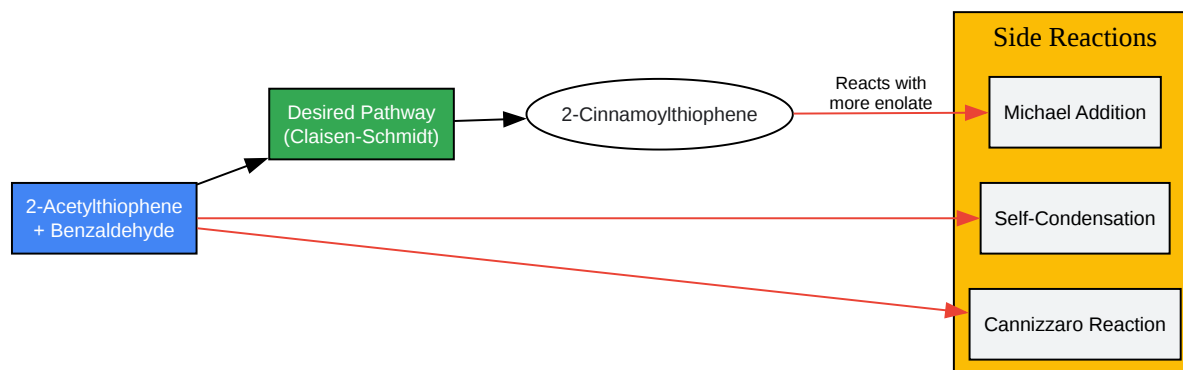 Side Reactions
Reacts with
more enolate
Desired Pathway
(Claisen-Schmidt)
2-Cinnamoylthiophene
Michael Addition
2-Acetylthiophene
+ Benzaldehyde
Self-Condensation
Cannizzaro Reaction